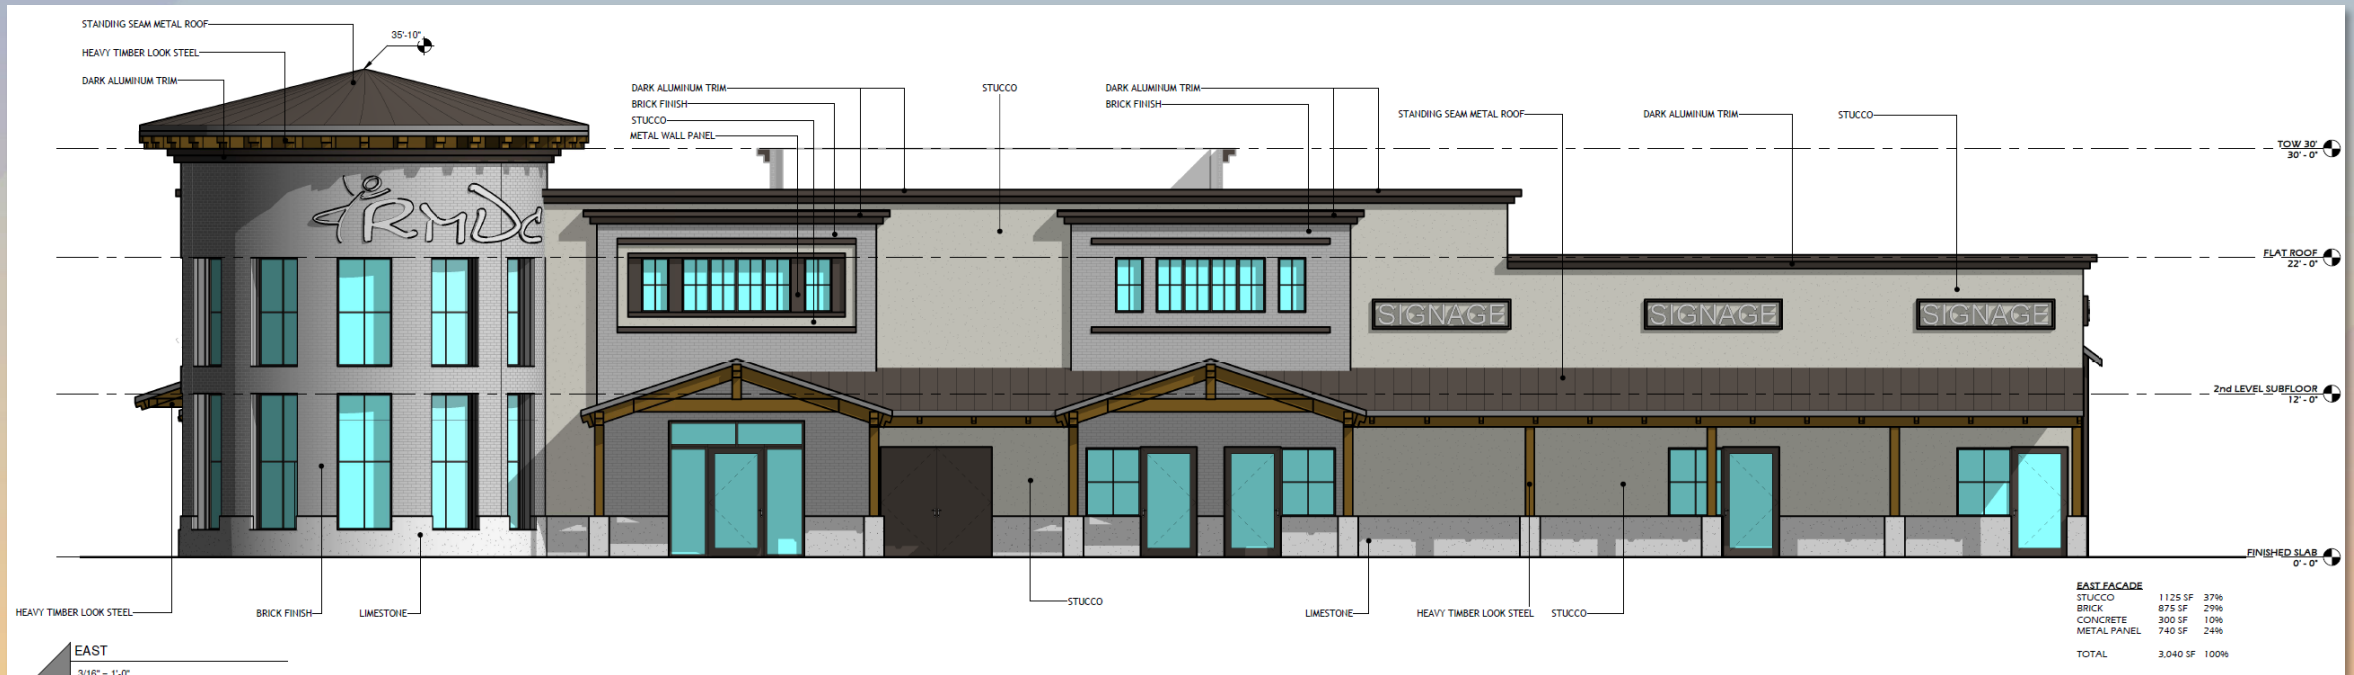 STANDING SEAM METAL ROOF
HEAVY TIMBER LOOK STEEL
DARK ALUMINUM TRIM
35'-10"
DARK ALUMINUM TRIM
BRICK FINISH
STUCCO
METAL WALL PANEL
STUCCO
DARK ALUMINUM TRIM
BRICK FINISH
STANDING SEAM METAL ROOF
DARK ALUMINUM TRIM
STUCCO
TOW 30'
30' - 0"
RMDC
FLAT ROOF
22' - 0"
SIGNAGE
SIGNAGE
SIGNAGE
2nd LEVEL SUBFLOOR
12' - 0"
FINISHED SLAB
0' - 0"
HEAVY TIMBER LOOK STEEL
BRICK FINISH
LIMESTONE
STUCCO
LIMESTONE
HEAVY TIMBER LOOK STEEL
STUCCO
EAST FACADE
STUCCO 1125 SF 37%
BRICK 875 SF 29%
CONCRETE 300 SF 10%
METAL PANEL 740 SF 24%
TOTAL 3,040 SF 100%
EAST
3/16" = 1'-0"